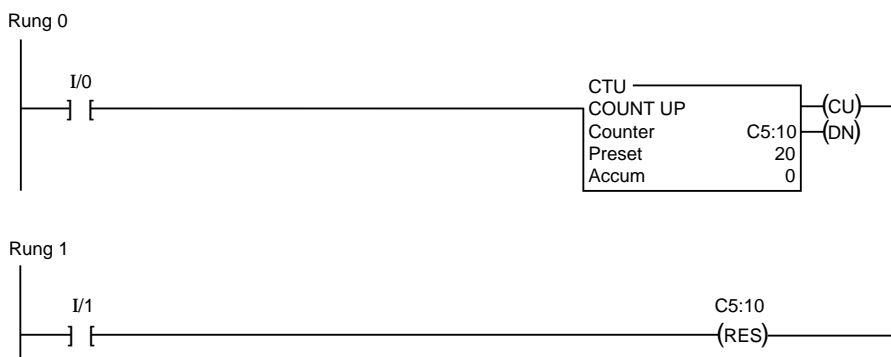 Rung 0
I/0
CTU
COUNT UP (CU)
Counter C5:10 (DN)
Preset 20
Accum 0
Rung 1
I/1 C5:10
(RES)